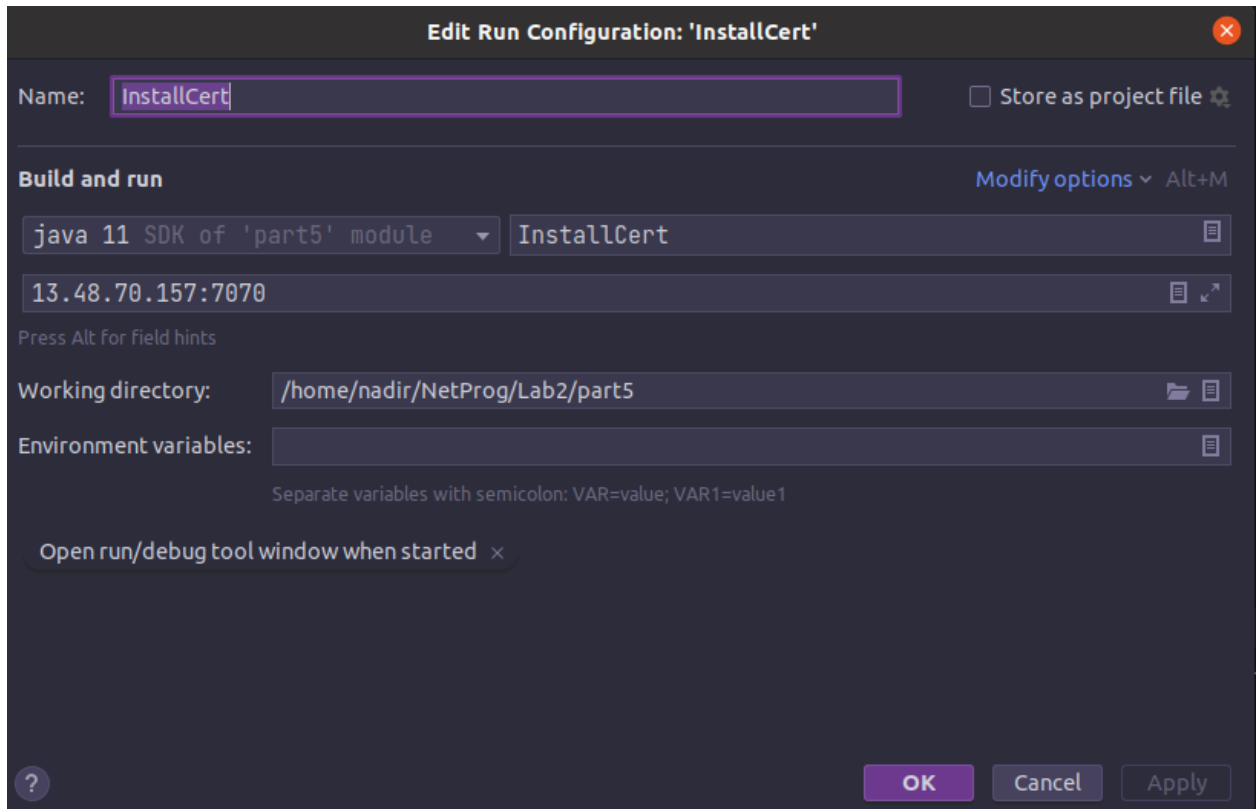 Edit Run Configuration: 'InstallCert'
Name: InstallCert Store as project file
Build and run Modify options Alt+M
java 11 SDK of 'part5' module InstallCert
13.48.70.157:7070
Press Alt for field hints
Working directory: /home/nadir/NetProg/Lab2/part5
Environment variables:
Separate variables with semicolon: VAR=value; VAR1=value1
Open run/debug tool window when started ×
? OK Cancel Apply